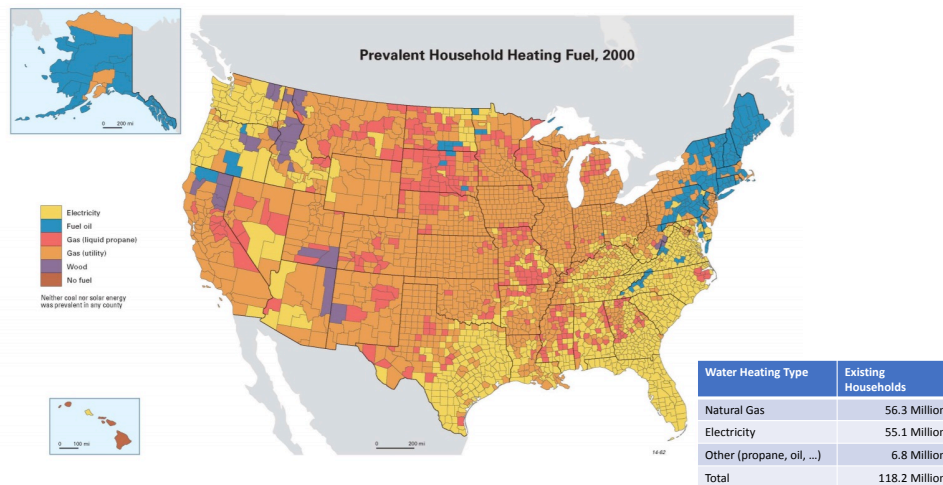 Prevalent Household Heating Fuel, 2000
0 200 mi
Electricity
Fuel oil
Gas (liquid propane)
Gas (utility)
Wood
No fuel
Neither coal nor solar energy
was prevalent in any county
0 100 mi
0 200 mi
14-62
Water Heating Type Existing Households
Natural Gas 56.3 Million
Electricity 55.1 Million
Other (propane, oil, …) 6.8 Million
Total 118.2 Million